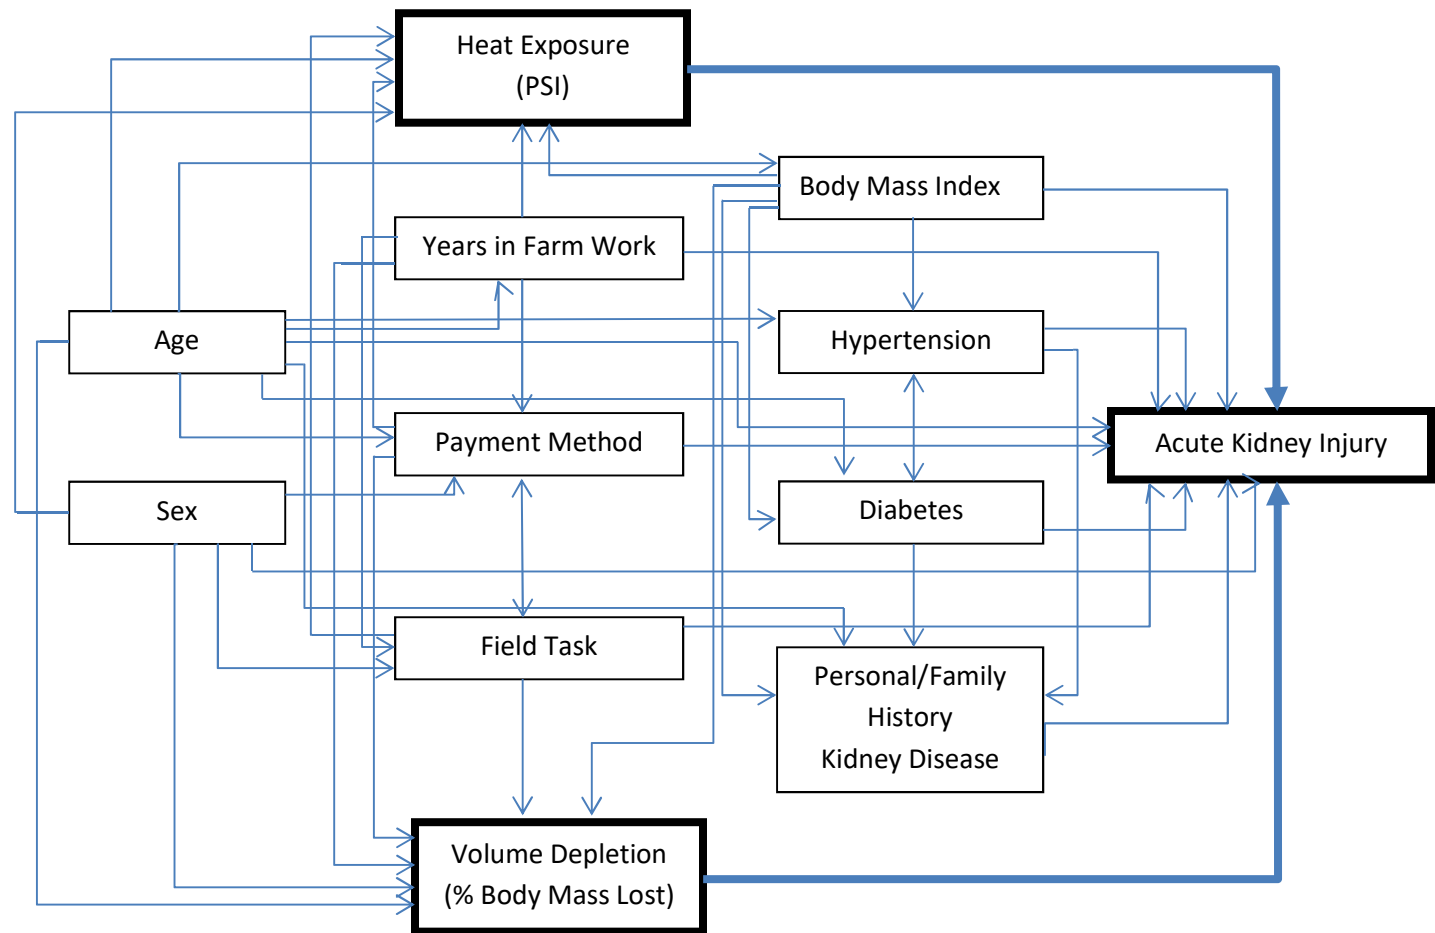 Heat Exposure
(PSI)
Body Mass Index
Years in Farm Work
Age
Hypertension
Payment Method
Acute Kidney Injury
Sex
Diabetes
Field Task
Personal/Family
History
Kidney Disease
Volume Depletion
(% Body Mass Lost)